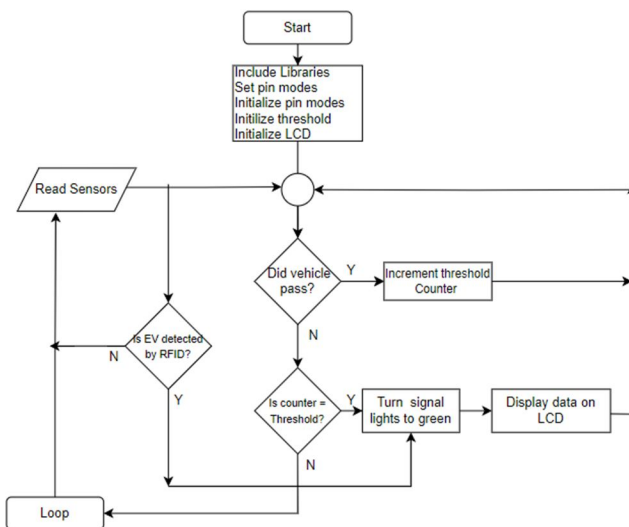 Start
Include Libraries
Set pin modes
Initialize pin modes
Initilize threshold
Initialize LCD
Read Sensors
Did vehicle
pass?
Y
Increment threshold
Counter
N
Is EV detected
by RFID?
N
Y
Is counter =
Threshold?
Y
Turn signal
lights to green
Display data on
LCD
N
Loop